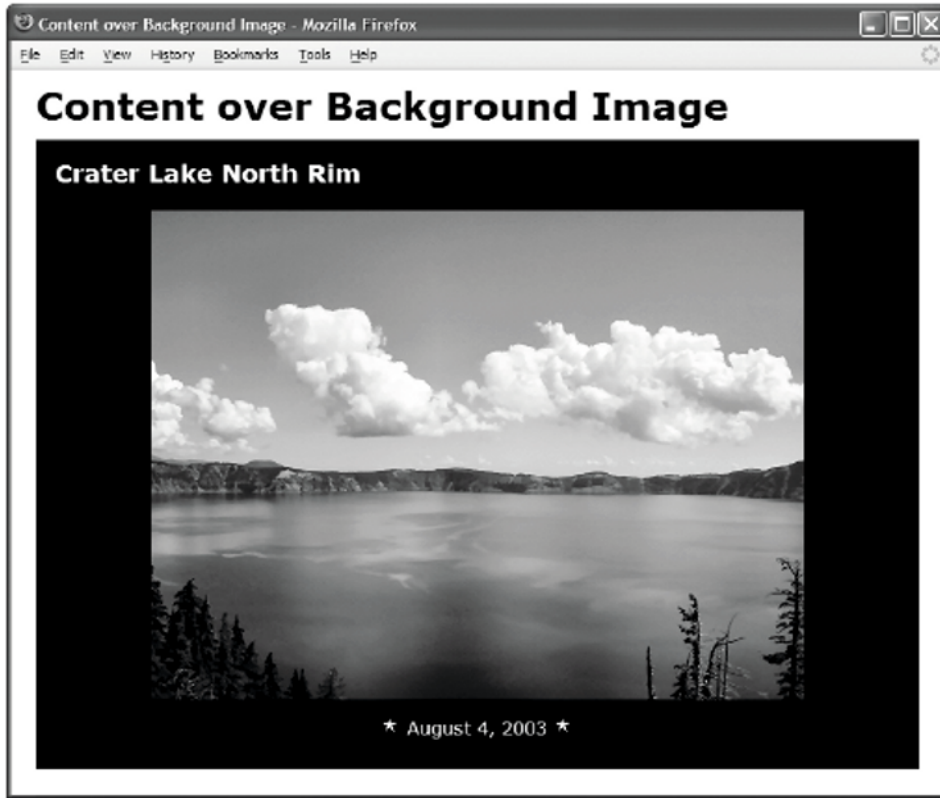 Content over Background Image - Mozilla Firefox
File Edit View History Bookmarks Tools Help
Content over Background Image
Crater Lake North Rim
* August 4, 2003 *